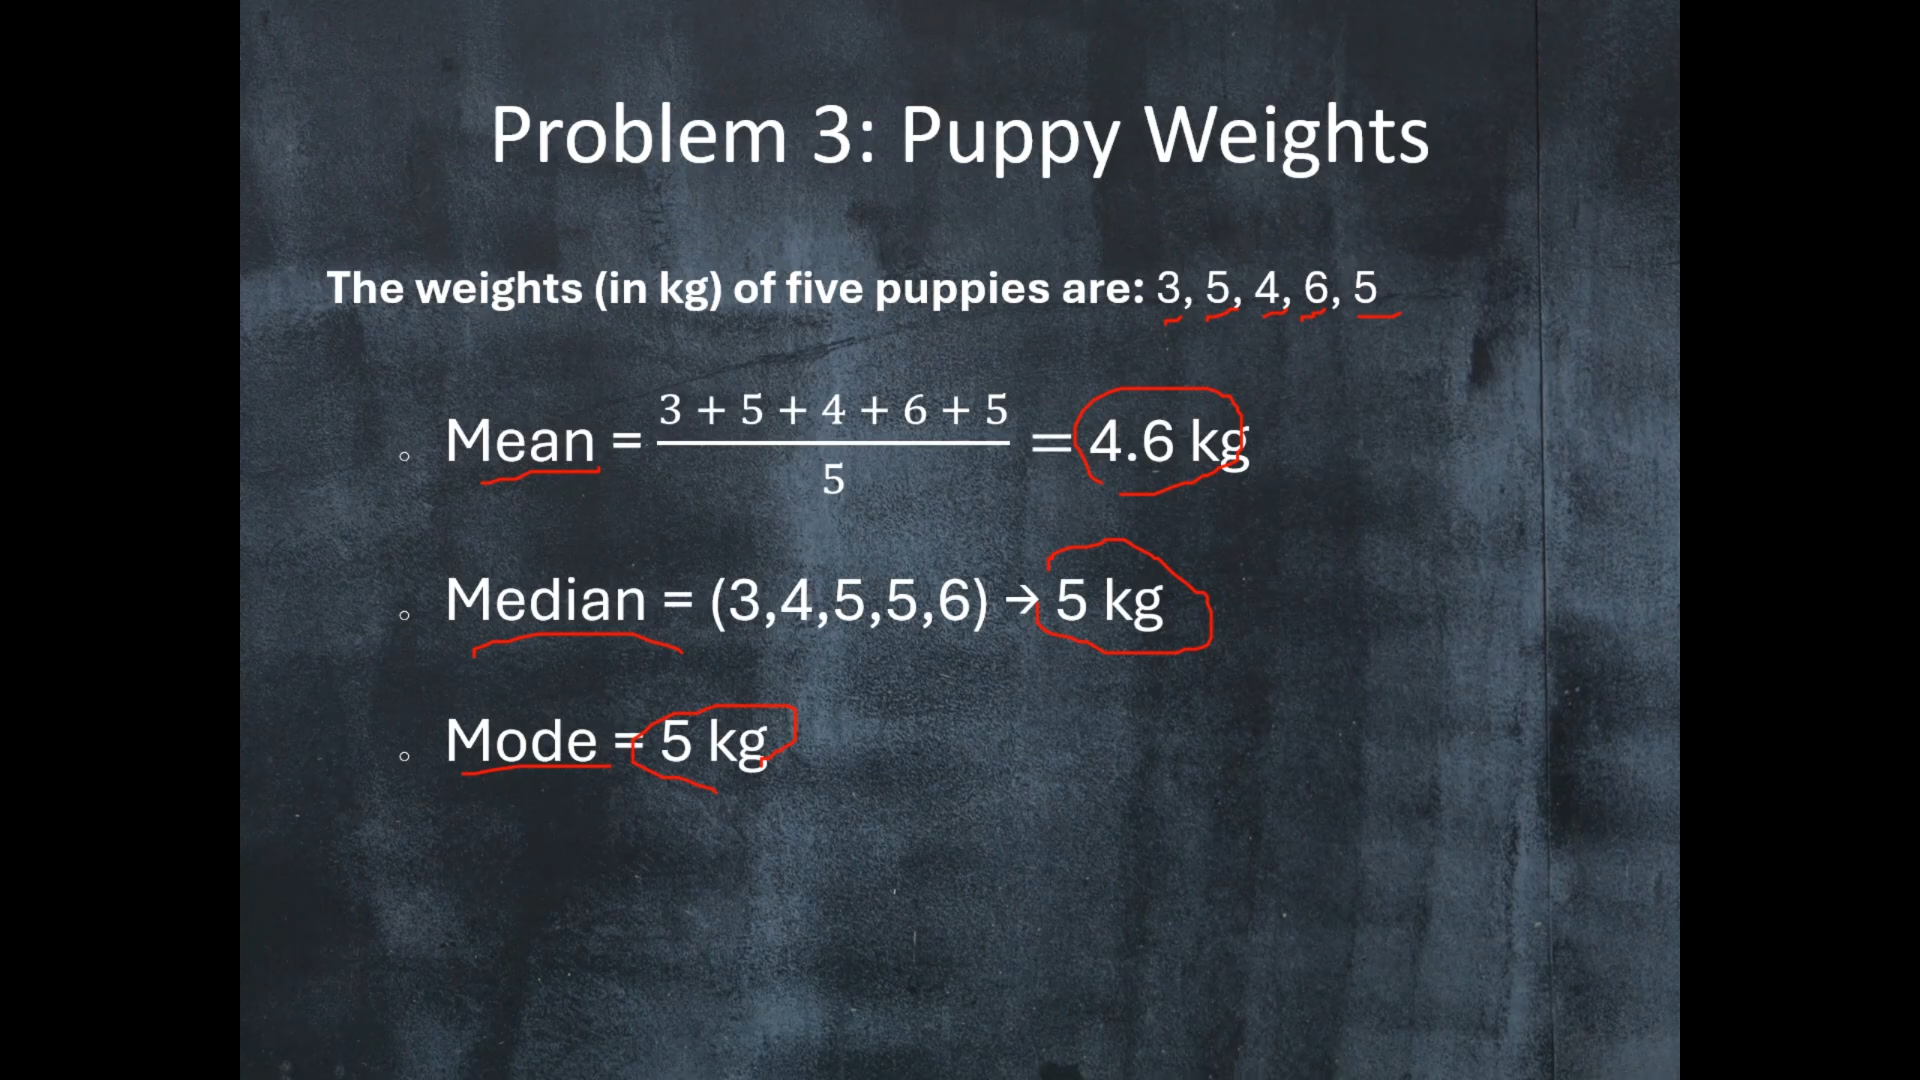 Problem 3: Puppy Weights
The weights (in kg) of five puppies are: 3, 5, 4, 6, 5
◦ Mean = \frac{3 + 5 + 4 + 6 + 5}{5} = 4.6 kg
◦ Median = (3,4,5,5,6) → 5 kg
◦ Mode = 5 kg